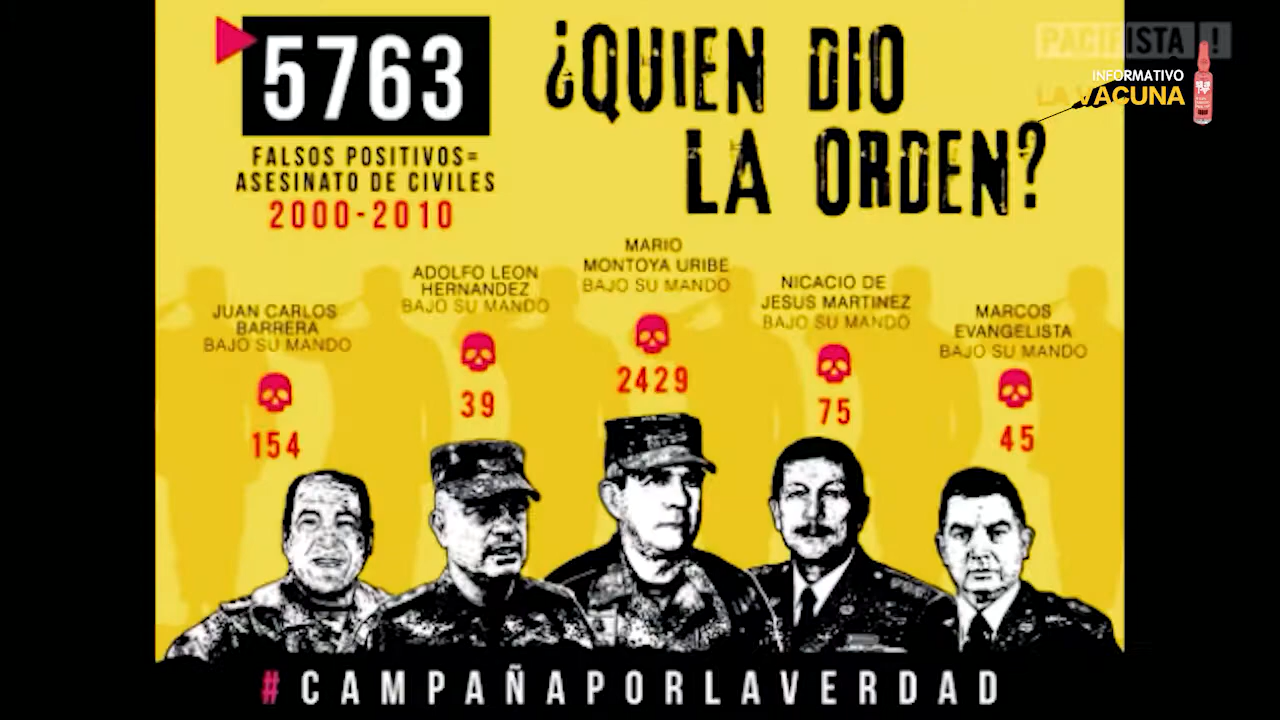 5763
FALSOS POSITIVOS=
ASESINATO DE CIVILES
2000-2010
¿QUIEN DIO
LA ORDEN?
PACIFISTA!
INFORMATIVO
LA VACUNA
JUAN CARLOS
BARRERA
BAJO SU MANDO
154
ADOLFO LEON
HERNANDEZ
BAJO SU MANDO
39
MARIO
MONTOYA URIBE
BAJO SU MANDO
2429
NICACIO DE
JESUS MARTINEZ
BAJO SU MANDO
75
MARCOS
EVANGELISTA
BAJO SU MANDO
45
#CAMPAÑAPORLAVERDAD